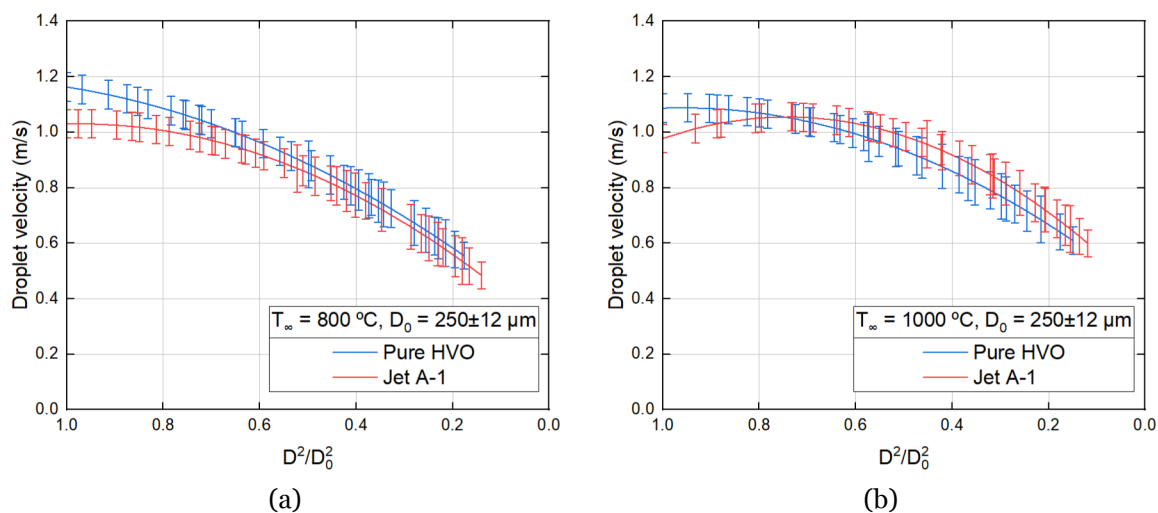 1.4
1.2
1.0
0.8
0.6
0.4
0.2
0.0
Droplet velocity (m/s)
T∞ = 800 ºC, D₀ = 250±12 µm
Pure HVO
Jet A-1
1.0 0.8 0.6 0.4 0.2 0.0
D²/D₀²
(a)
1.4
1.2
1.0
0.8
0.6
0.4
0.2
0.0
Droplet velocity (m/s)
T∞ = 1000 ºC, D₀ = 250±12 µm
Pure HVO
Jet A-1
1.0 0.8 0.6 0.4 0.2 0.0
D²/D₀²
(b)